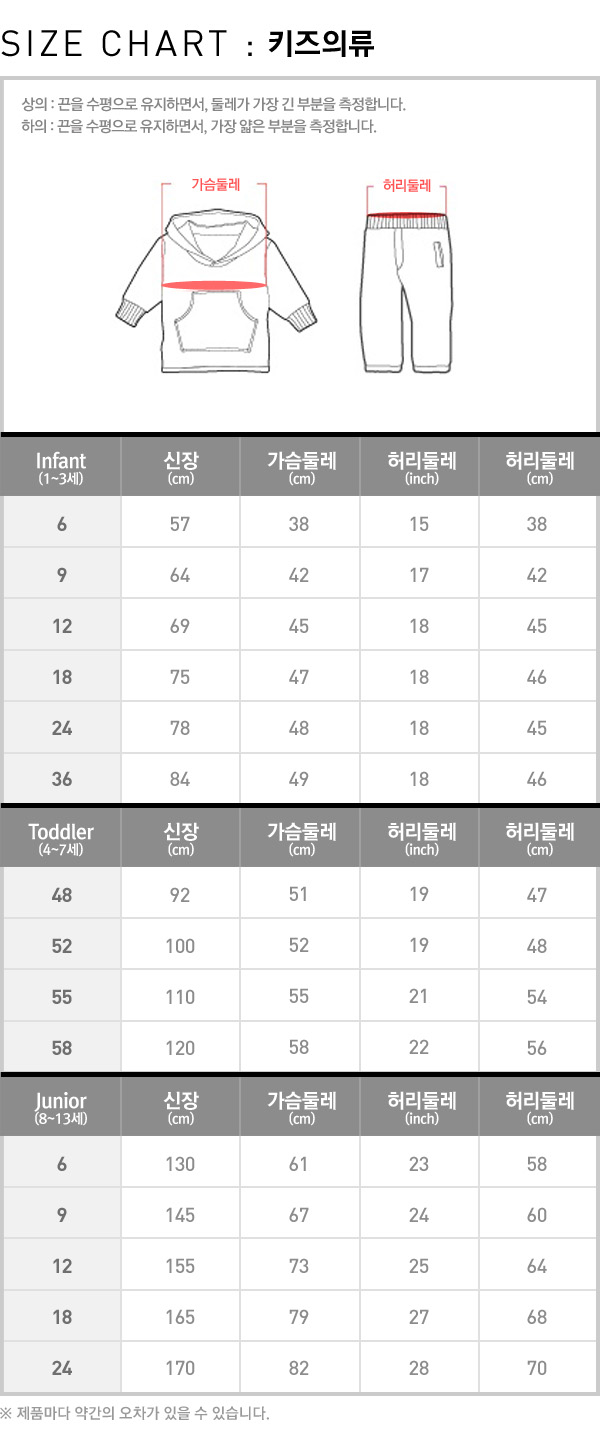 SIZE CHART : 키즈의류
상의 : 끈을 수평으로 유지하면서, 둘레가 가장 긴 부분을 측정합니다.
하의 : 끈을 수평으로 유지하면서, 가장 얇은 부분을 측정합니다.
가슴둘레 허리둘레
Infant 신장 가슴둘레 허리둘레 허리둘레
(1~3세) (cm) (cm) (inch) (cm)
6 57 38 15 38
9 64 42 17 42
12 69 45 18 45
18 75 47 18 46
24 78 48 18 45
36 84 49 18 46
Toddler 신장 가슴둘레 허리둘레 허리둘레
(4~7세) (cm) (cm) (inch) (cm)
48 92 51 19 47
52 100 52 19 48
55 110 55 21 54
58 120 58 22 56
Junior 신장 가슴둘레 허리둘레 허리둘레
(8~13세) (cm) (cm) (inch) (cm)
6 130 61 23 58
9 145 67 24 60
12 155 73 25 64
18 165 79 27 68
24 170 82 28 70
※ 제품마다 약간의 오차가 있을 수 있습니다.